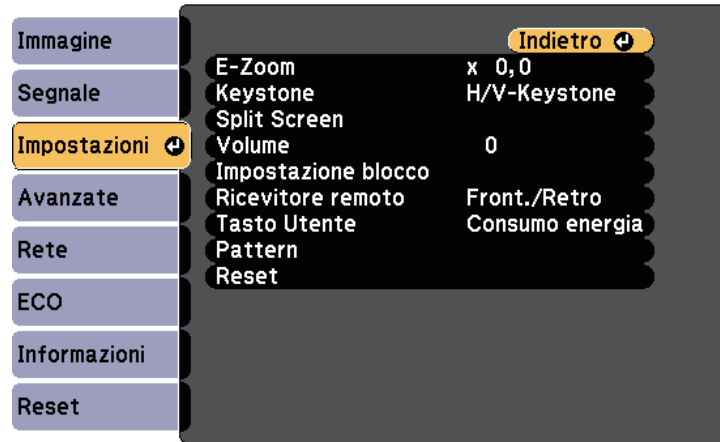 Immagine
Segnale
Impostazioni
Avanzate
Rete
ECO
Informazioni
Reset
Indietro
E-Zoom x 0,0
Keystone H/V-Keystone
Split Screen
Volume 0
Impostazione blocco
Ricevitore remoto Front./Retro
Tasto Utente Consumo energia
Pattern
Reset